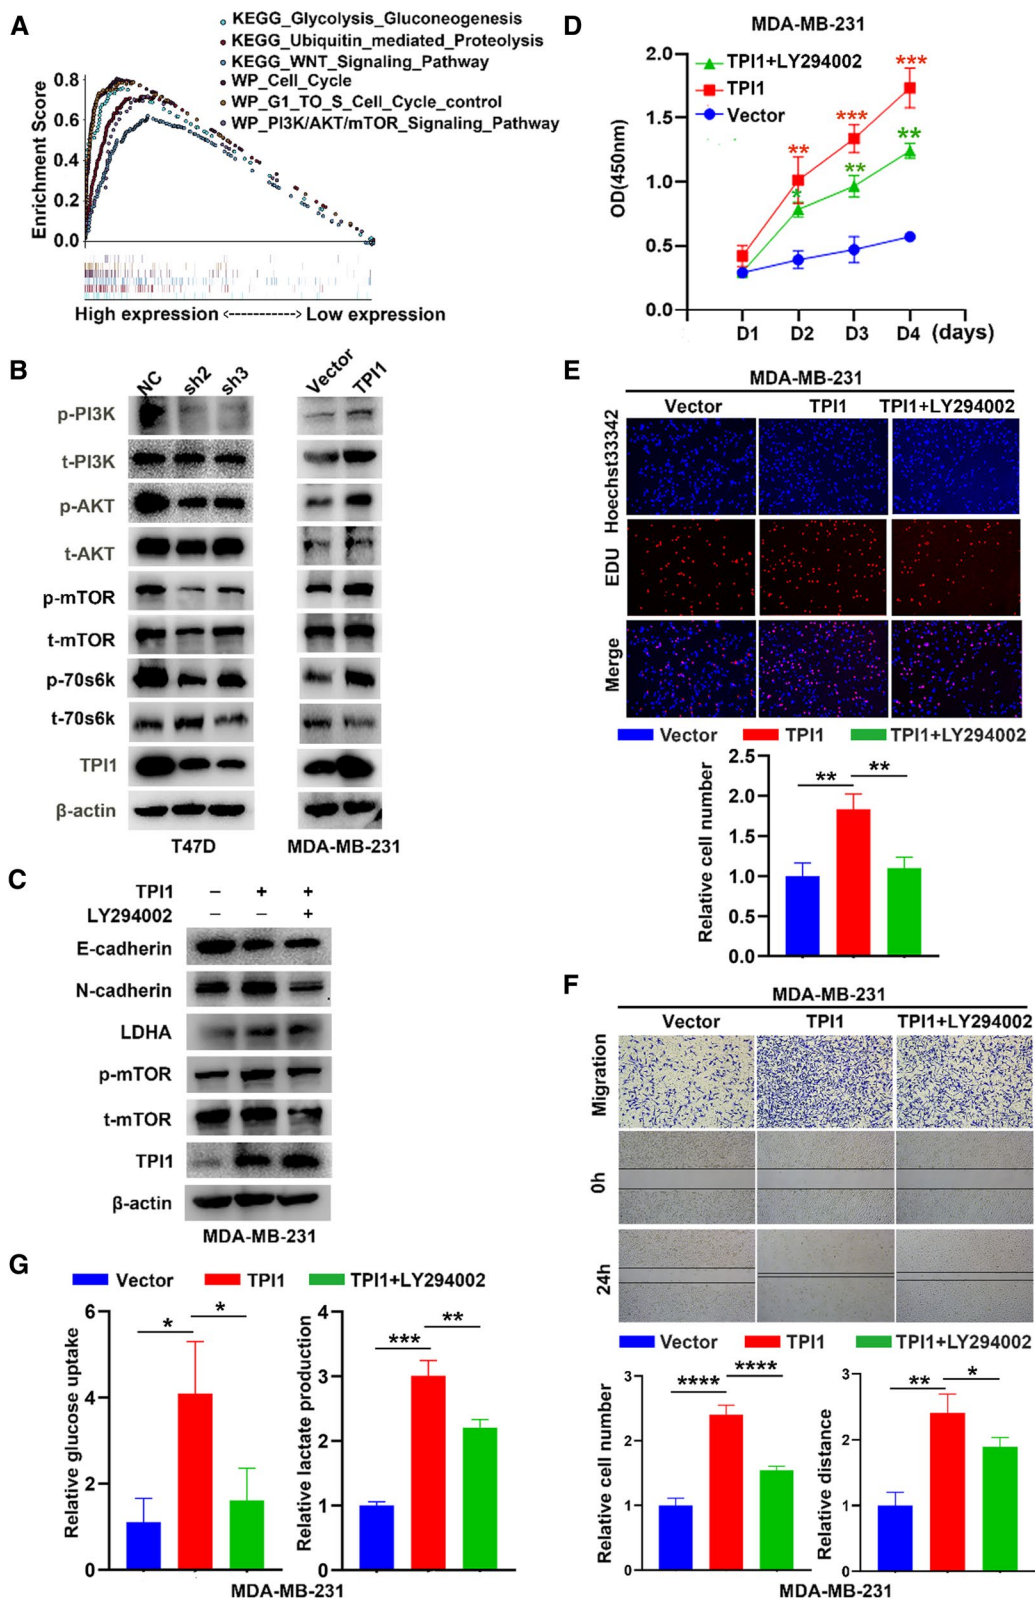 A
KEGG_Glycolysis_Gluconeogenesis
KEGG_Ubiquitin_mediated_Proteolysis
KEGG_WNT_Signaling_Pathway
WP_Cell_Cycle
WP_G1_TO_S_Cell_Cycle_control
WP_PI3K/AKT/mTOR_Signaling_Pathway
Enrichment Score
0.8
0.6
0.4
0.2
0.0
High expression <-----------> Low expression
B
NC sh2 sh3 Vector TPI1
p-PI3K
t-PI3K
p-AKT
t-AKT
p-mTOR
t-mTOR
p-70s6k
t-70s6k
TPI1
β-actin
T47D MDA-MB-231
C
TPI1 – + +
LY294002 – – +
E-cadherin
N-cadherin
LDHA
p-mTOR
t-mTOR
TPI1
β-actin
MDA-MB-231
D
MDA-MB-231
TPI1+LY294002
TPI1
Vector
OD(450nm)
2.0
1.5
1.0
0.5
0.0
***
***
**
**
**
*
D1 D2 D3 D4 (days)
E
MDA-MB-231
Vector TPI1 TPI1+LY294002
Hoechst33342
EDU
Merge
Vector TPI1 TPI1+LY294002
Relative cell number
2.5
2.0
1.5
1.0
0.5
0.0
** **
F
MDA-MB-231
Vector TPI1 TPI1+LY294002
Migration
0h
24h
Vector TPI1 TPI1+LY294002
Relative cell number
3
2
1
0
**** ****
Relative distance
3
2
1
0
** *
MDA-MB-231
G
Vector TPI1 TPI1+LY294002
Relative glucose uptake
6
4
2
0
* *
Relative lactate production
4
3
2
1
0
*** **
MDA-MB-231